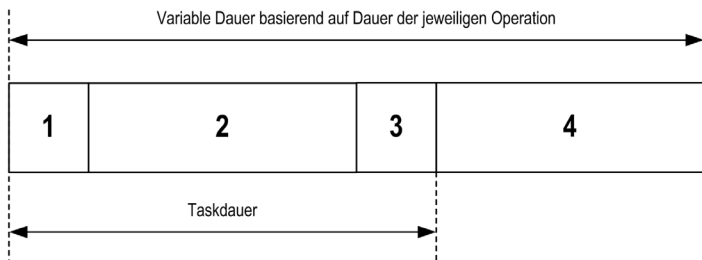 Variable Dauer basierend auf Dauer der jeweiligen Operation
1 2 3 4
Taskdauer